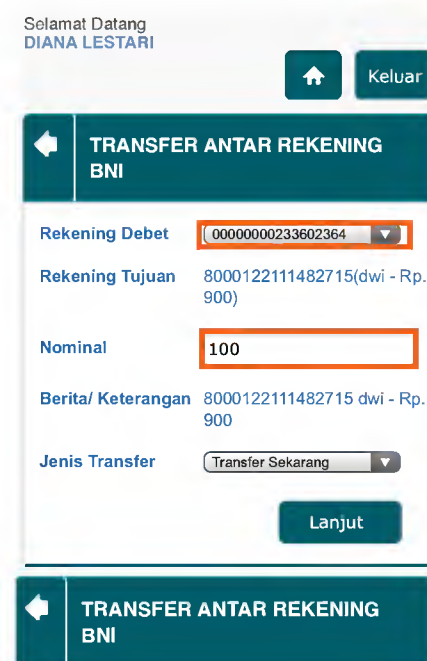 Selamat Datang
DIANA LESTARI
Keluar
TRANSFER ANTAR REKENING
BNI
Rekening Debet 00000000233602364
Rekening Tujuan 8000122111482715(dwi - Rp.
900)
Nominal 100
Berita/ Keterangan 8000122111482715 dwi - Rp.
900
Jenis Transfer Transfer Sekarang
Lanjut
TRANSFER ANTAR REKENING
BNI